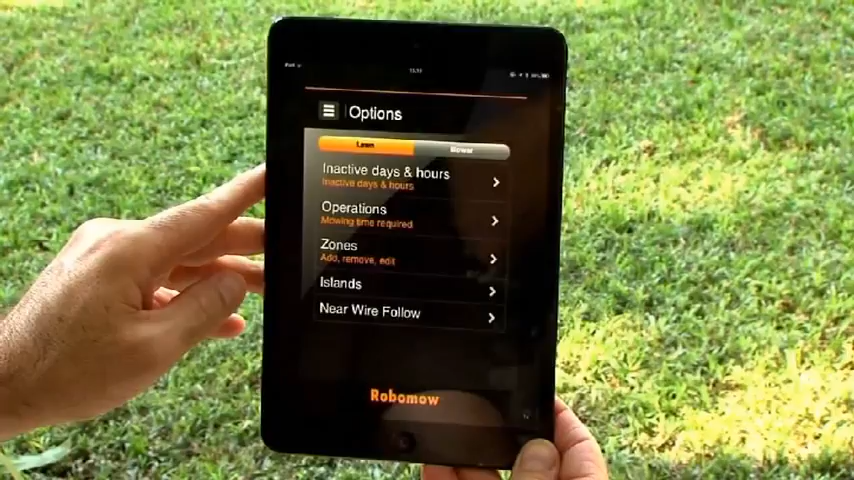 Options
Lawn
Mower
Inactive days & hours
Inactive days & hours
Operations
Mowing time required
Zones
Add, remove, edit
Islands
Near Wire Follow
Robomow